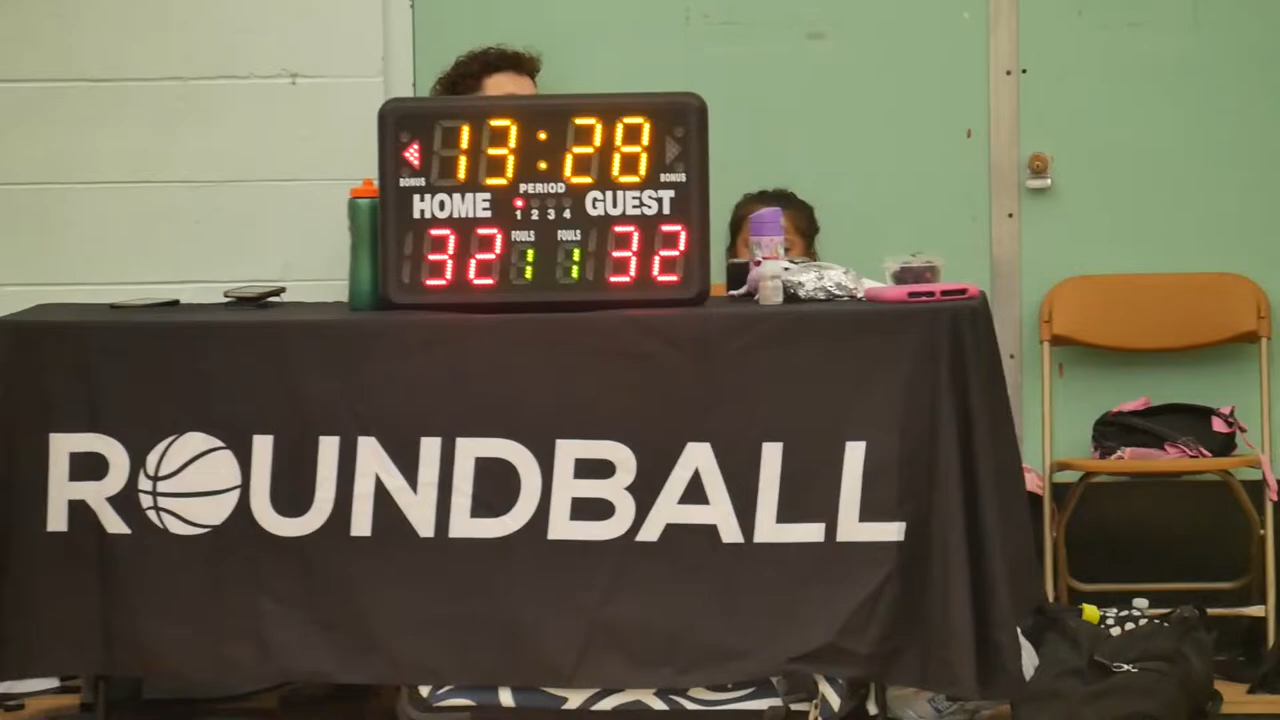 13:28
BONUS PERIOD BONUS
HOME 1 2 3 4 GUEST
FOULS FOULS
32 1 1 32
ROUNDBALL